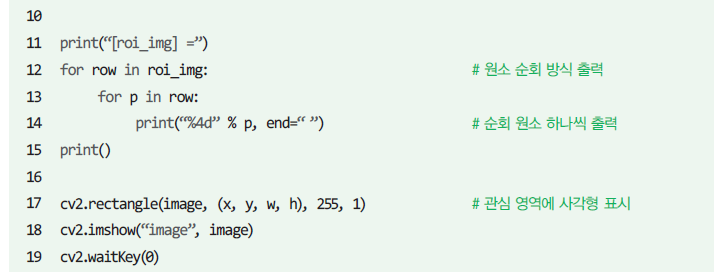 10
11 print(“[roi_img] =”)
12 for row in roi_img: # 원소 순회 방식 출력
13 for p in row:
14 print(“%4d” % p, end=“ ”) # 순회 원소 하나씩 출력
15 print()
16
17 cv2.rectangle(image, (x, y, w, h), 255, 1) # 관심 영역에 사각형 표시
18 cv2.imshow(“image”, image)
19 cv2.waitKey(0)